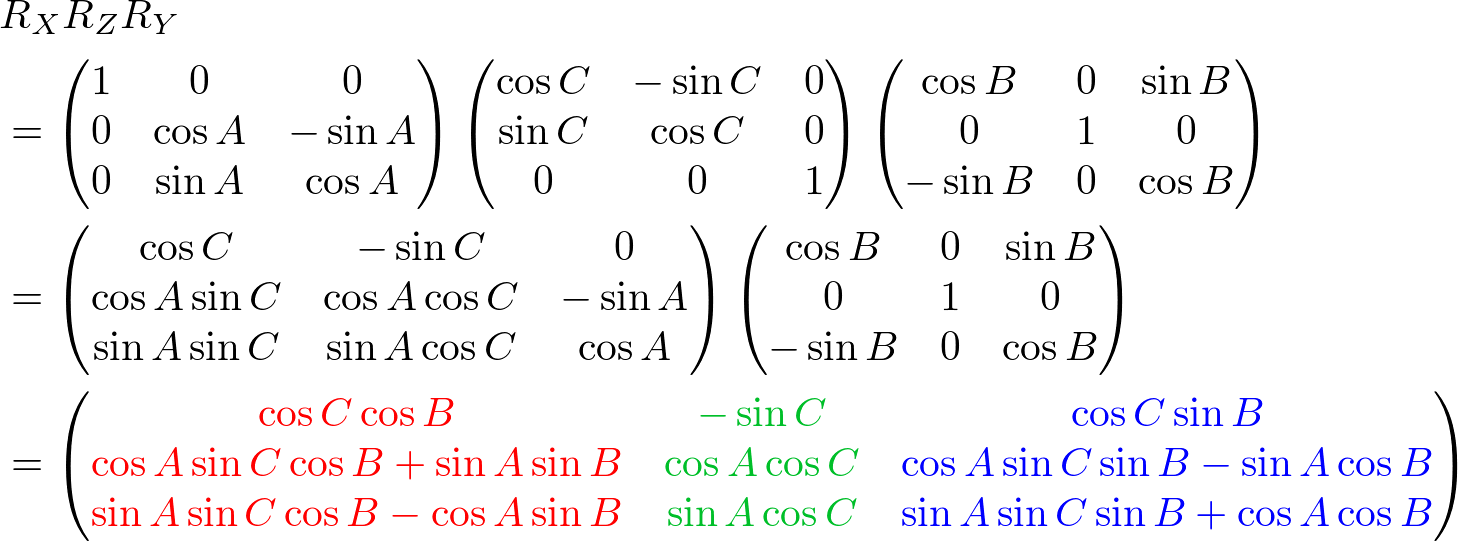 R_X R_Z R_Y
= \begin{pmatrix} 1 & 0 & 0 \\ 0 & \cos A & -\sin A \\ 0 & \sin A & \cos A \end{pmatrix} \begin{pmatrix} \cos C & -\sin C & 0 \\ \sin C & \cos C & 0 \\ 0 & 0 & 1 \end{pmatrix} \begin{pmatrix} \cos B & 0 & \sin B \\ 0 & 1 & 0 \\ -\sin B & 0 & \cos B \end{pmatrix}
= \begin{pmatrix} \cos C & -\sin C & 0 \\ \cos A \sin C & \cos A \cos C & -\sin A \\ \sin A \sin C & \sin A \cos C & \cos A \end{pmatrix} \begin{pmatrix} \cos B & 0 & \sin B \\ 0 & 1 & 0 \\ -\sin B & 0 & \cos B \end{pmatrix}
= \begin{pmatrix} \cos C \cos B & -\sin C & \cos C \sin B \\ \cos A \sin C \cos B + \sin A \sin B & \cos A \cos C & \cos A \sin C \sin B - \sin A \cos B \\ \sin A \sin C \cos B - \cos A \sin B & \sin A \cos C & \sin A \sin C \sin B + \cos A \cos B \end{pmatrix}